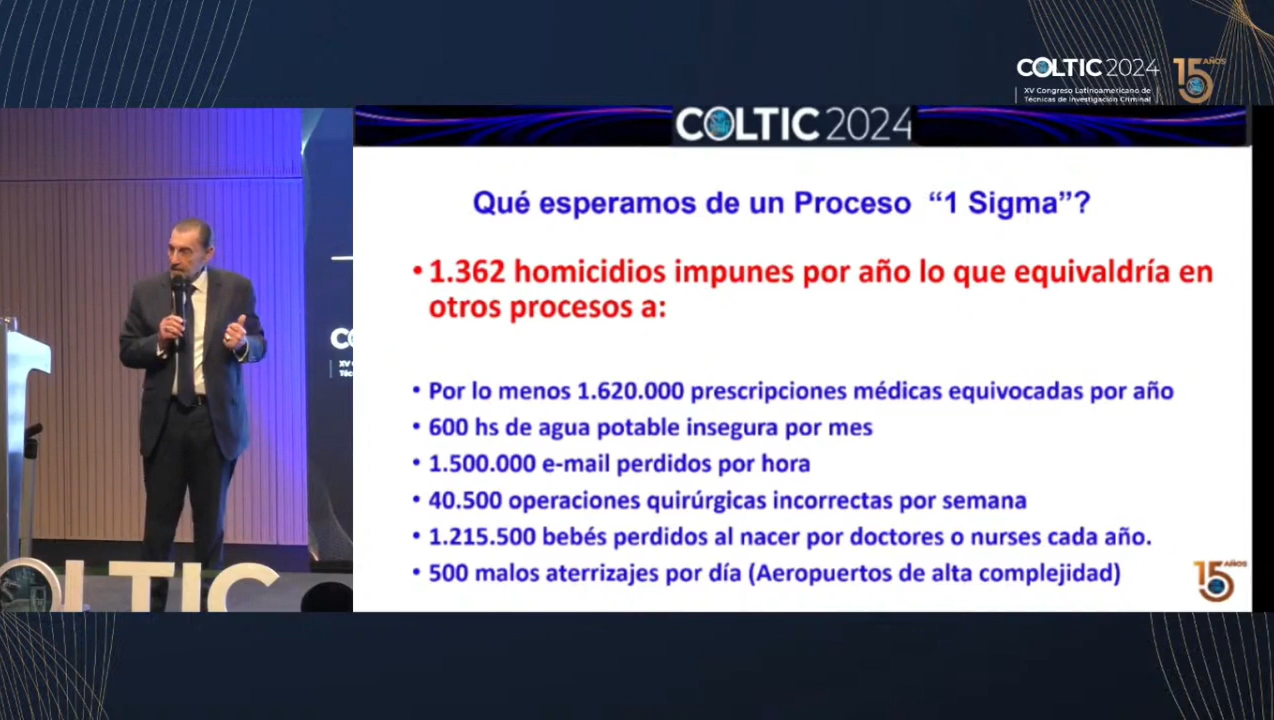 COLTIC 2024
15 AÑOS
XV Congreso Latinoamericano de
Técnicas de Investigación Criminal
COLTIC 2024
Qué esperamos de un Proceso “1 Sigma”?
• 1.362 homicidios impunes por año lo que equivaldría en
otros procesos a:
• Por lo menos 1.620.000 prescripciones médicas equivocadas por año
• 600 hs de agua potable insegura por mes
• 1.500.000 e-mail perdidos por hora
• 40.500 operaciones quirúrgicas incorrectas por semana
• 1.215.500 bebés perdidos al nacer por doctores o nurses cada año.
• 500 malos aterrizajes por día (Aeropuertos de alta complejidad)
15 AÑOS
OLTIC